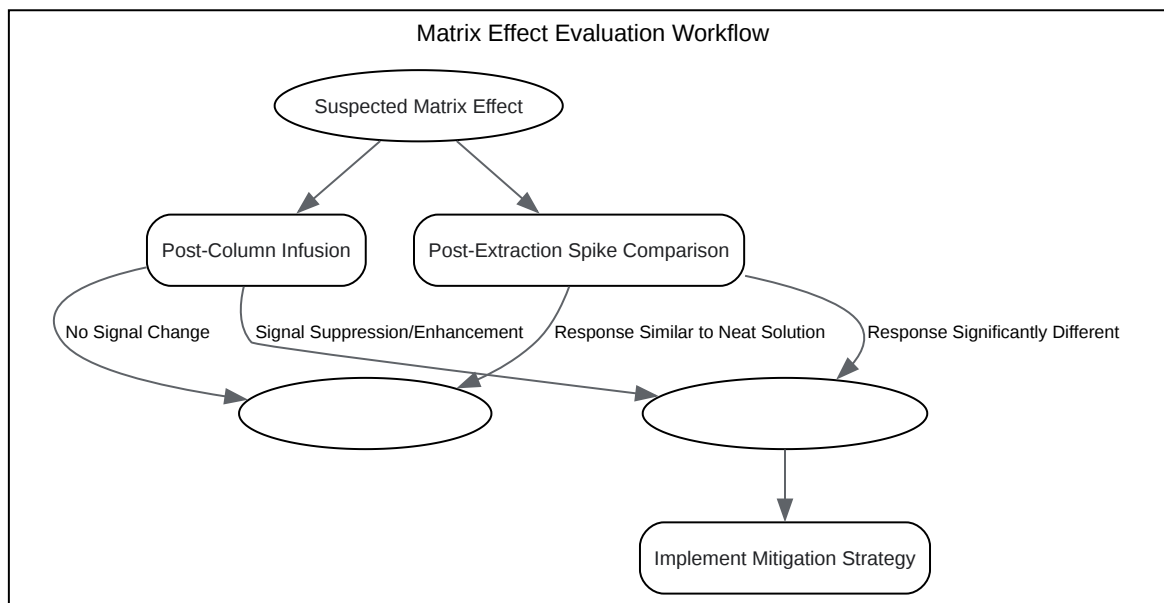 Matrix Effect Evaluation Workflow
Suspected Matrix Effect
Post-Column Infusion
Post-Extraction Spike Comparison
No Signal Change
Signal Suppression/Enhancement
Response Similar to Neat Solution
Response Significantly Different
Implement Mitigation Strategy